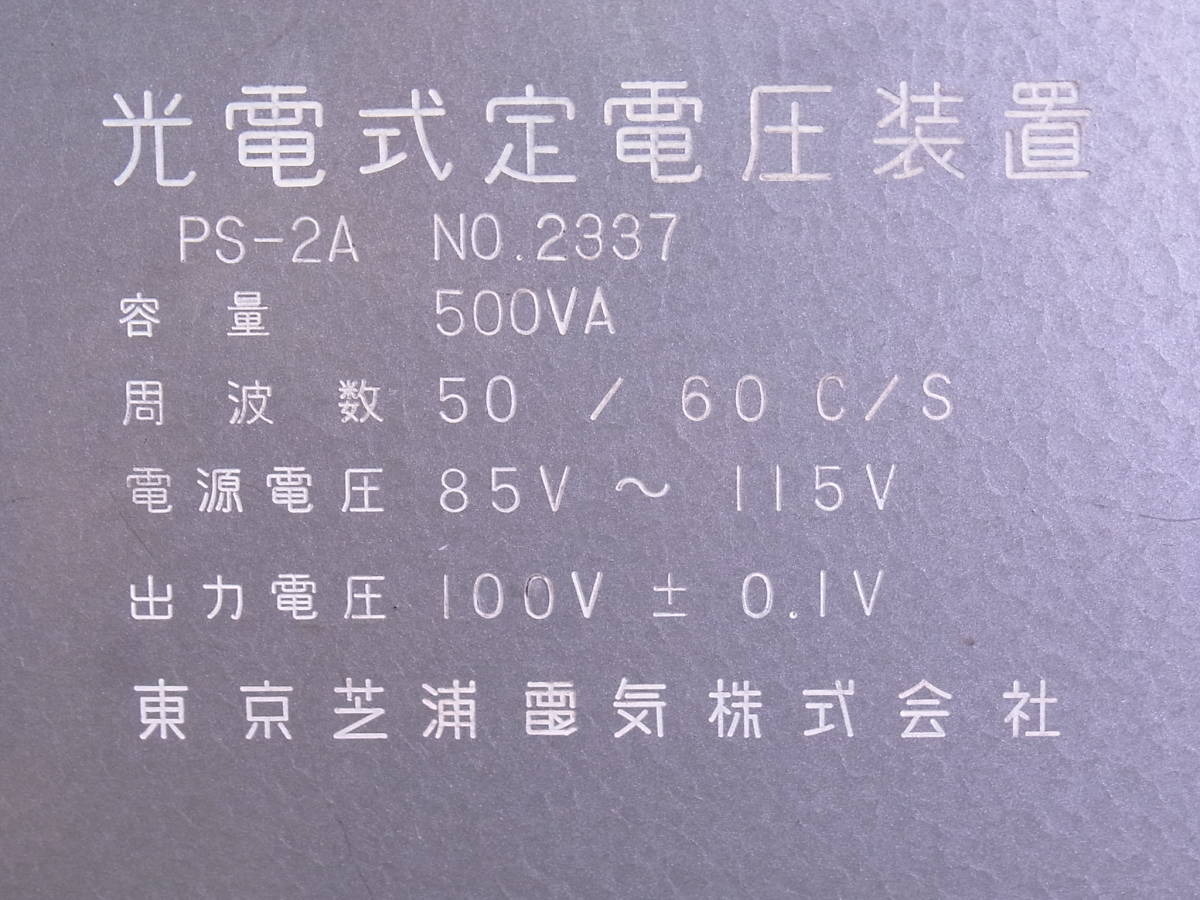 光電式定電圧装置
PS-2A NO.2337
容量 500VA
周波数 50 / 60 C/S
電源電圧 85V ～ 115V
出力電圧 100V ± 0.1V
東京芝浦電気株式会社